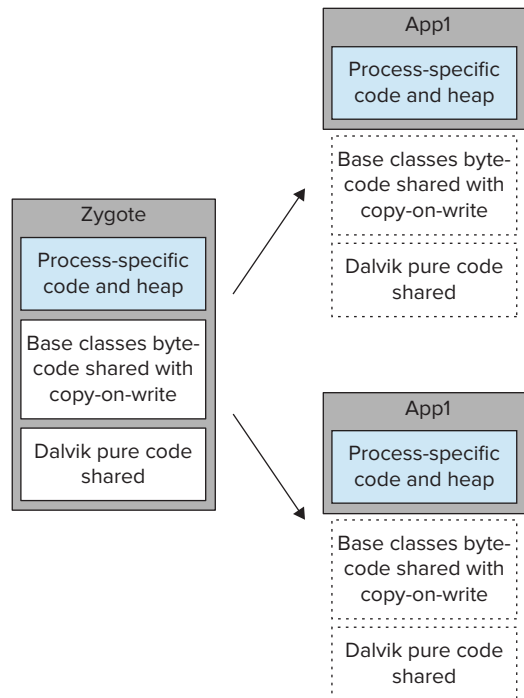 Zygote
Process-specific
code and heap
Base classes byte-
code shared with
copy-on-write
Dalvik pure code
shared
App1
Process-specific
code and heap
Base classes byte-
code shared with
copy-on-write
Dalvik pure code
shared
App1
Process-specific
code and heap
Base classes byte-
code shared with
copy-on-write
Dalvik pure code
shared